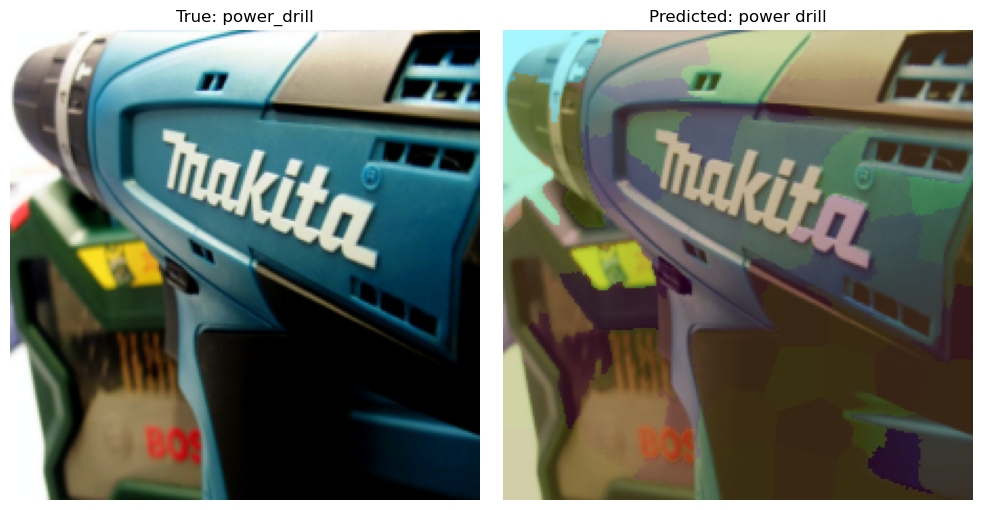 True: power_drill
Predicted: power drill
makita
®
BOS
makita
®
BOS